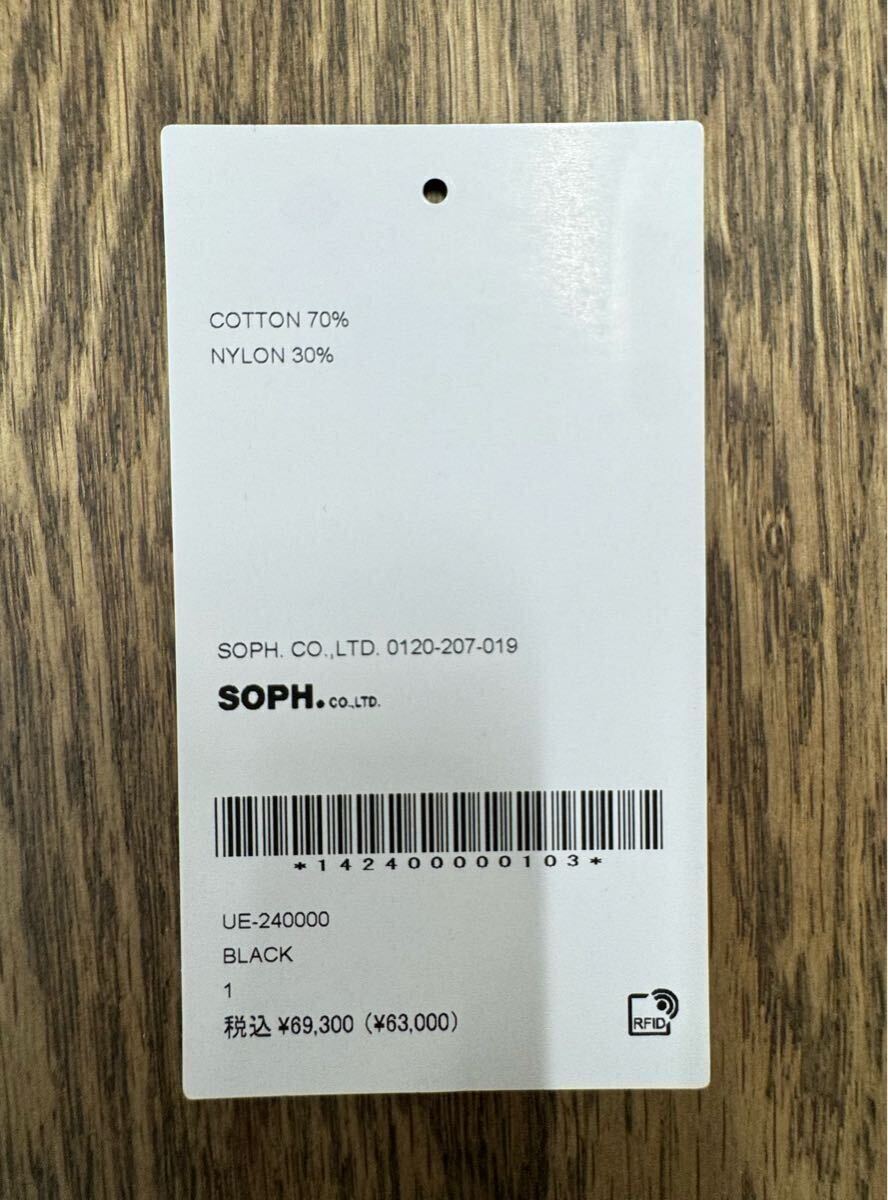 COTTON 70%
NYLON 30%
SOPH. CO.,LTD. 0120-207-019
SOPH. CO.,LTD.
*142400000103*
UE-240000
BLACK
1
税込 ¥69,300 (¥63,000)
RFID